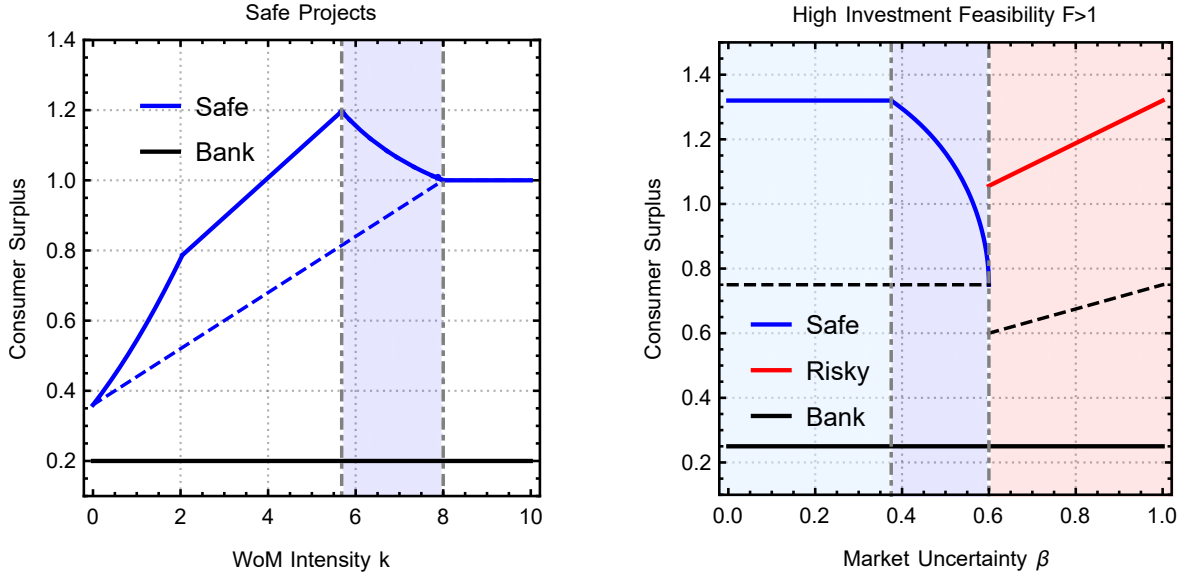 Safe Projects
1.4
1.2
1.0
0.8
0.6
0.4
0.2
Consumer Surplus
Safe
Bank
0 2 4 6 8 10
WoM Intensity k
High Investment Feasibility F>1
1.4
1.2
1.0
0.8
0.6
0.4
0.2
Consumer Surplus
Safe
Risky
Bank
0.0 0.2 0.4 0.6 0.8 1.0
Market Uncertainty β